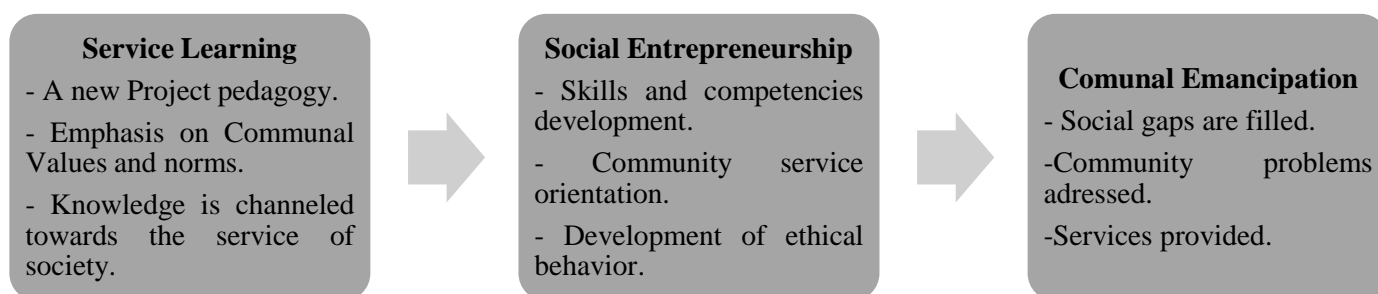 Service Learning
- A new Project pedagogy.
- Emphasis on Communal
Values and norms.
- Knowledge is channeled
towards the service of
society.
Social Entrepreneurship
- Skills and competencies
development.
- Community service
orientation.
- Development of ethical
behavior.
Comunal Emancipation
- Social gaps are filled.
-Community problems
adressed.
-Services provided.